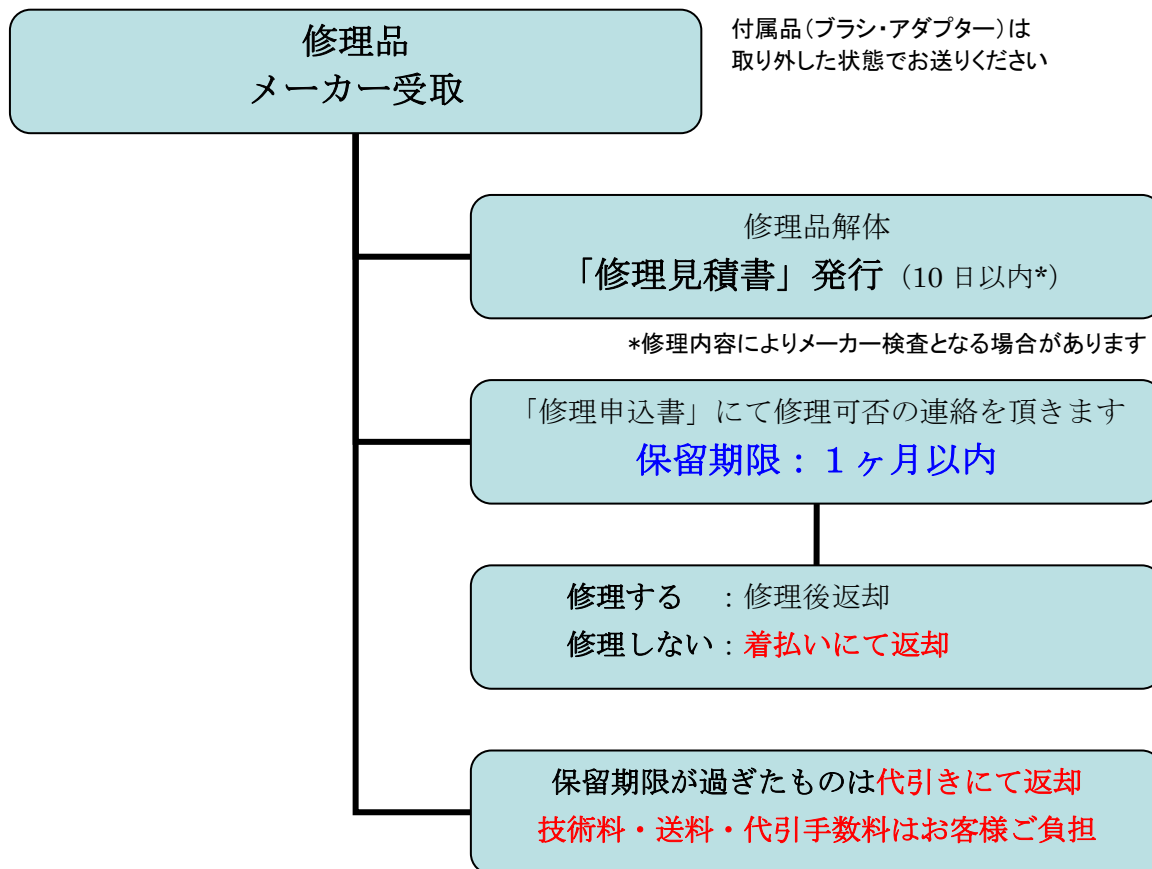 修理品
メーカー受取
付属品(ブラシ・アダプター)は
取り外した状態でお送りください
修理品解体
「修理見積書」発行（10 日以内*）
*修理内容によりメーカー検査となる場合があります
「修理申込書」にて修理可否の連絡を頂きます
保留期限：１ヶ月以内
修理する　：修理後返却
修理しない：着払いにて返却
保留期限が過ぎたものは代引きにて返却
技術料・送料・代引手数料はお客様ご負担